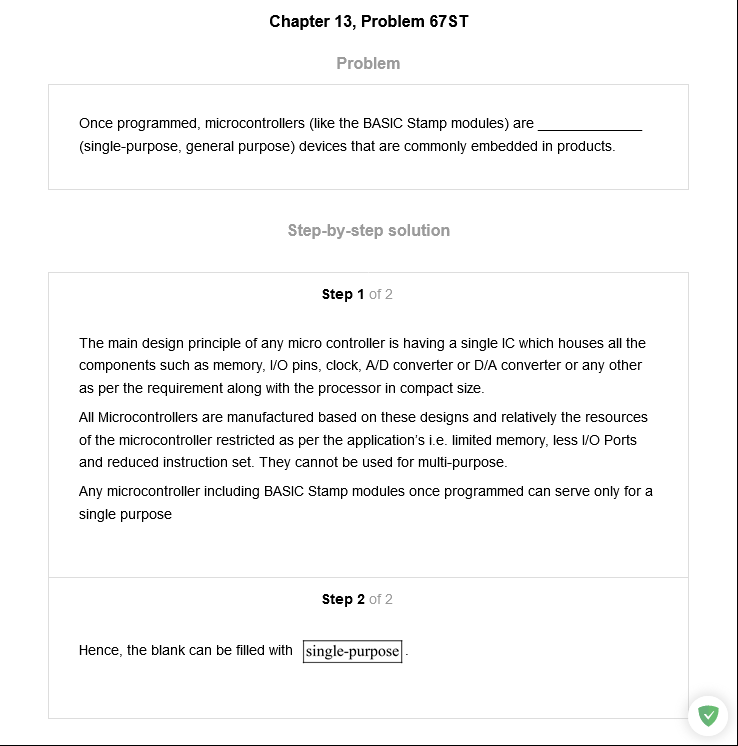 Chapter 13, Problem 67ST
Problem
Once programmed, microcontrollers (like the BASIC Stamp modules) are ______________
(single-purpose, general purpose) devices that are commonly embedded in products.
Step-by-step solution
Step 1 of 2
The main design principle of any micro controller is having a single IC which houses all the
components such as memory, I/O pins, clock, A/D converter or D/A converter or any other
as per the requirement along with the processor in compact size.
All Microcontrollers are manufactured based on these designs and relatively the resources
of the microcontroller restricted as per the application's i.e. limited memory, less I/O Ports
and reduced instruction set. They cannot be used for multi-purpose.
Any microcontroller including BASIC Stamp modules once programmed can serve only for a
single purpose
Step 2 of 2
Hence, the blank can be filled with single-purpose.